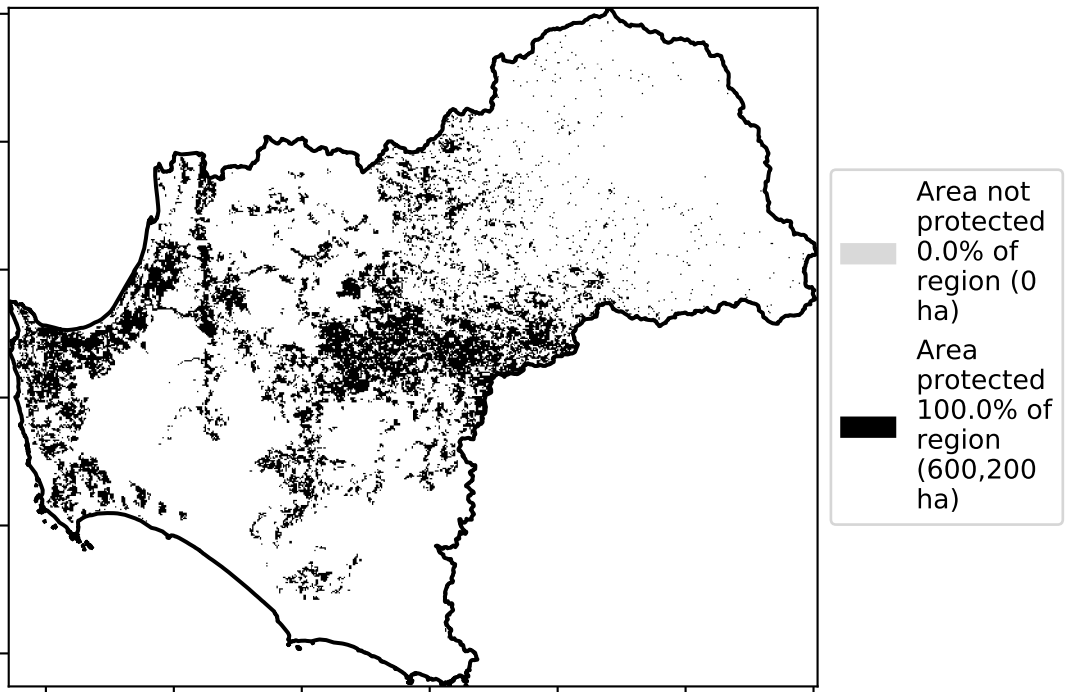 Area not
protected
0.0% of
region (0
ha)
Area
protected
100.0% of
region
(600,200
ha)